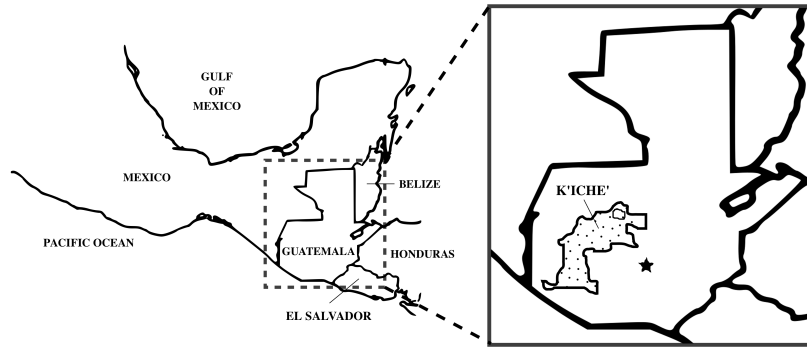 GULF
OF
MEXICO
MEXICO
BELIZE
PACIFIC OCEAN
GUATEMALA
HONDURAS
EL SALVADOR
K'ICHE'